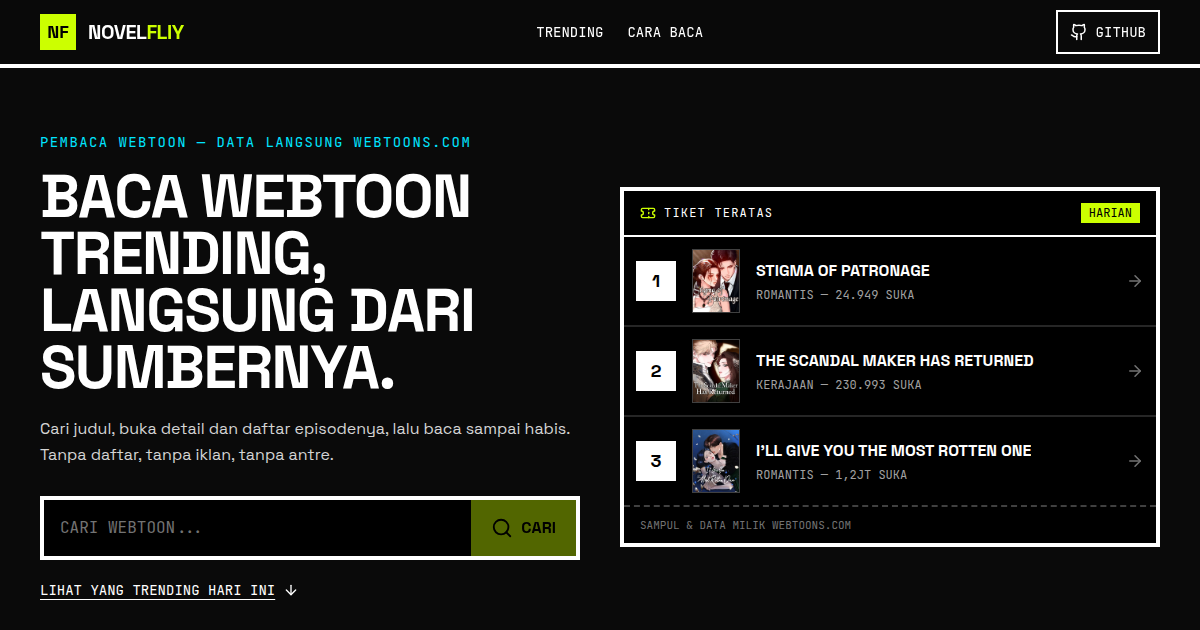 NF NOVELFLIY
TRENDING CARA BACA
GITHUB
PEMBACA WEBTOON — DATA LANGSUNG WEBTOONS.COM
BACA WEBTOON
TRENDING,
LANGSUNG DARI
SUMBERNYA.
Cari judul, buka detail dan daftar episodenya, lalu baca sampai habis.
Tanpa daftar, tanpa iklan, tanpa antre.
CARI WEBTOON...
CARI
LIHAT YANG TRENDING HARI INI
TIKET TERATAS
HARIAN
1
STIGMA OF PATRONAGE
ROMANTIS — 24.949 SUKA
2
THE SCANDAL MAKER HAS RETURNED
KERAJAAN — 230.993 SUKA
3
I'LL GIVE YOU THE MOST ROTTEN ONE
ROMANTIS — 1,2JT SUKA
SAMPUL & DATA MILIK WEBTOONS.COM